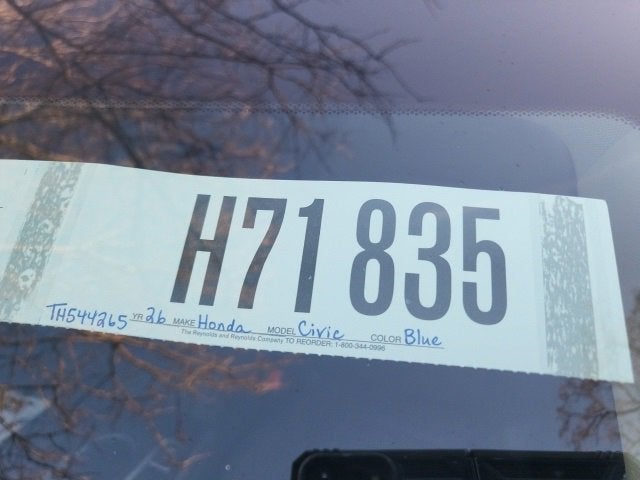 H71 835
TH544265 YR 26 MAKE Honda MODEL Civic COLOR Blue
The Reynolds and Reynolds Company TO REORDER: 1-800-344-0996